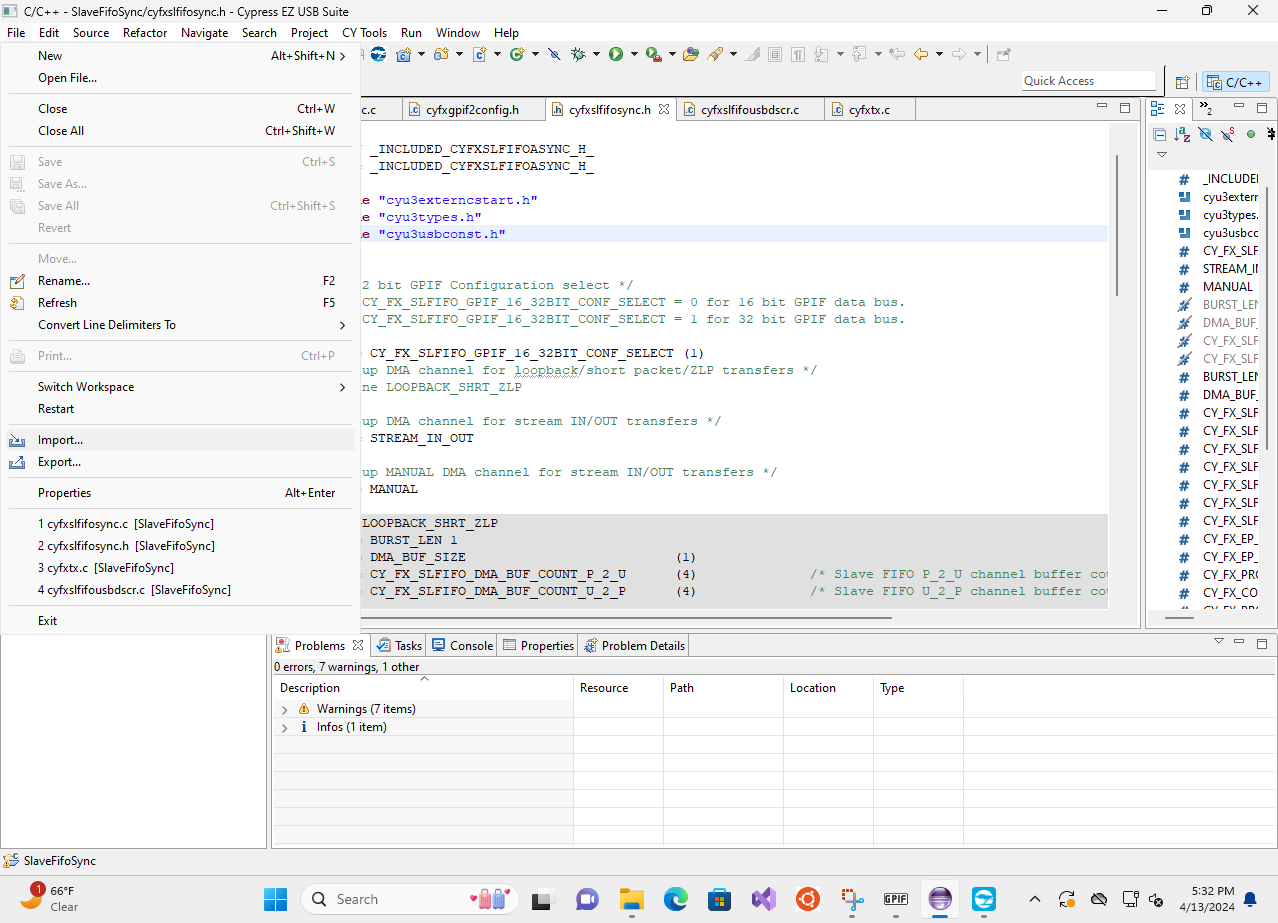 C/C++ - SlaveFifoSync/cyfxslfifosync.h - Cypress EZ USB Suite
File Edit Source Refactor Navigate Search Project CY Tools Run Window Help
New Alt+Shift+N
Open File...
Close Ctrl+W
Close All Ctrl+Shift+W
Save Ctrl+S
Save As...
Save All Ctrl+Shift+S
Revert
Move...
Rename... F2
Refresh F5
Convert Line Delimiters To
Print... Ctrl+P
Switch Workspace
Restart
Import...
Export...
Properties Alt+Enter
1 cyfxslfifosync.c [SlaveFifoSync]
2 cyfxslfifosync.h [SlaveFifoSync]
3 cyfxtx.c [SlaveFifoSync]
4 cyfxslfifousbdscr.c [SlaveFifoSync]
Exit
Quick Access
C/C++
c.c cyfxgpif2config.h cyfxslfifosync.h cyfxslfifousbdscr.c cyfxtx.c
_INCLUDED_CYFXSLFIFOASYNC_H_
_INCLUDED_CYFXSLFIFOASYNC_H_
e "cyu3externcstart.h"
e "cyu3types.h"
e "cyu3usbconst.h"
2 bit GPIF Configuration select */
CY_FX_SLFIFO_GPIF_16_32BIT_CONF_SELECT = 0 for 16 bit GPIF data bus.
CY_FX_SLFIFO_GPIF_16_32BIT_CONF_SELECT = 1 for 32 bit GPIF data bus.
CY_FX_SLFIFO_GPIF_16_32BIT_CONF_SELECT (1)
up DMA channel for loopback/short packet/ZLP transfers */
ne LOOPBACK_SHRT_ZLP
up DMA channel for stream IN/OUT transfers */
STREAM_IN_OUT
up MANUAL DMA channel for stream IN/OUT transfers */
MANUAL
LOOPBACK_SHRT_ZLP
BURST_LEN 1
DMA_BUF_SIZE (1)
CY_FX_SLFIFO_DMA_BUF_COUNT_P_2_U (4) /* Slave FIFO P_2_U channel buffer cou
CY_FX_SLFIFO_DMA_BUF_COUNT_U_2_P (4) /* Slave FIFO U_2_P channel buffer cou
2
# _INCLUDE
cyu3extern
cyu3types.
cyu3usbco
# CY_FX_SLF
# STREAM_I
# MANUAL
# BURST_LEN
# DMA_BUF_
# CY_FX_SLF
# CY_FX_SLF
# BURST_LEN
# DMA_BUF_
# CY_FX_SLF
# CY_FX_SLF
# CY_FX_SLF
# CY_FX_SLF
# CY_FX_SLF
# CY_FX_SLF
# CY_FX_SLF
# CY_FX_EP_
# CY_FX_EP_
# CY_FX_PRO
# CY_FX_CO
Problems Tasks Console Properties Problem Details
0 errors, 7 warnings, 1 other
Description Resource Path Location Type
Warnings (7 items)
Infos (1 item)
SlaveFifoSync
1
66°F
Clear
Search
GPIF
5:32 PM
4/13/2024